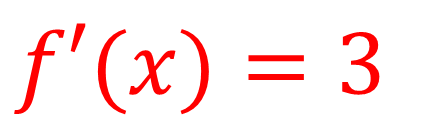 f′(x) = 3